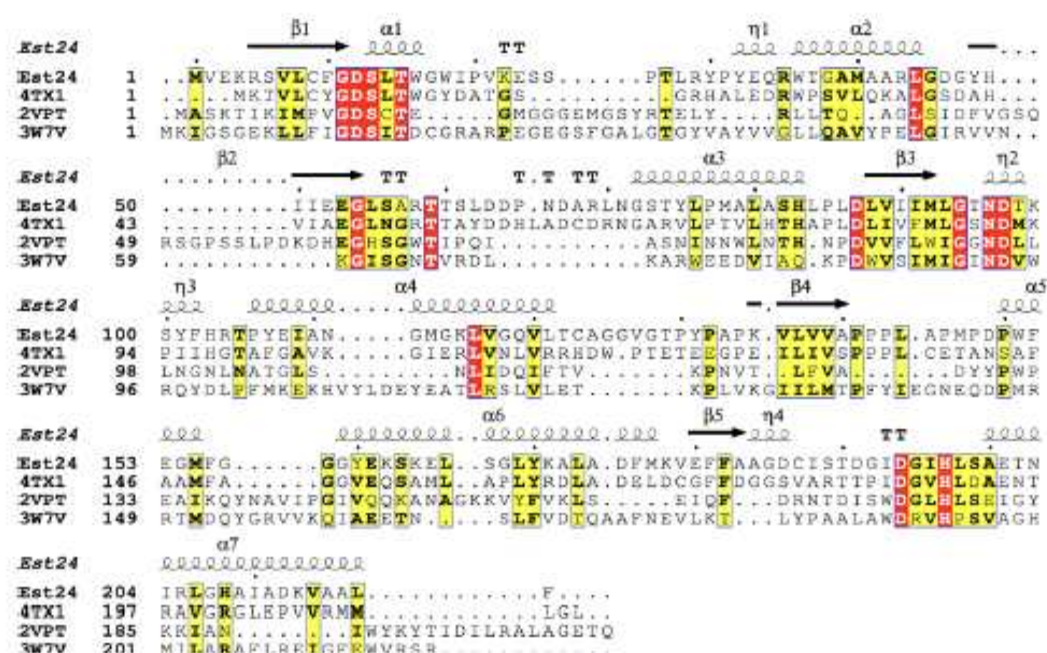 β1 α1 η1 α2
Est24 TT
Est24 1 ..MVEKRSVLCFGDSLTWGWIPVKESS......PTLRYPYEQRWTGAMAARLGDGYH...
4TX1 1 ....MKTVLCYGDSLTWGYDATGS.........GRHALEDRWPSVLQKALGSDAH....
2VPT 1 .MASKTIKIMPVGDSCTE...GMGGGEMGSYRTELY...RLLTQ.AGLSIDFVGSQ
3W7V 1 MKIGSGEKLLFIGDSITDCGRARPEGEGSFGALGTGYVAYVVGLLQAVYPELGIRVVN..
β2 α3 β3 η2
Est24 ......... TT T.T TT
Est24 50 .........IIEEGLSARTTSLDDP.NDARLNGSTYLPMALASHLPLDLVIIMLGTNDTK
4TX1 43 .........VIAEGLNGRTTAYDDHLADCDRNGARVLPTVLHTHAPLDLIVFMLGSNDMK
2VPT 49 RSGPSSLPDKDHEGHSGWTIPQI.........ASNINNWLNTH.NPDVVFLWIGGNDLL
3W7V 59 ..........KGISGNTVRDL........KARWEEDVIAQ.KPDWVSIMIGINDVW
η3 α4 β4 α5
Est24
Est24 100 SYFHRTPYEIAN......GMGKLVGQVLTCAGGVGTPYPAPK.VLVVAPPPL.APMPDPWF
4TX1 94 PIIHGTAFGAVK......GIERLVNLVRRHDW.PTETEEGPE.ILIVSPPPL.CETANSAF
2VPT 98 LNGNLNATGLS.......NLIDQIFTV......KPNVT.LFVA......DYYPWP
3W7V 96 RQYDLPFMKEKHVYLDEYEATLRSLVLET....KPLVKGIILMTPFYIEGNEQDPMR
α6 β5 η4
Est24 TT
Est24 153 EGMFG......GGYEKSKEL..SGLYKALA.DFMKVEFFAAGDCISTDGIDGIHLSAETN
4TX1 146 AAMFA......GGVEQSAML..APLYRDLA.DELDCGFFDGGSVARTTPIDGVHLDAENT
2VPT 133 EAIKQYNAVIPGIVQQKANAGKKVYFVKLS.....EIQF...DRNTDISWDGLHLSEIGY
3W7V 149 RTMDQYGRVVKQIAEETN....SLFVDTQAAFNEVLKT...LYPAALAWDRVHPSVAGH
α7
Est24
Est24 204 IRLGHAIADKVAAL............F....
4TX1 197 RAVGRGLEPVVRMM............LGL..
2VPT 185 KKIAN......IWYKYTIDILRALAGETQ
3W7V 201 MILARAFLREIGFEWVRSR............